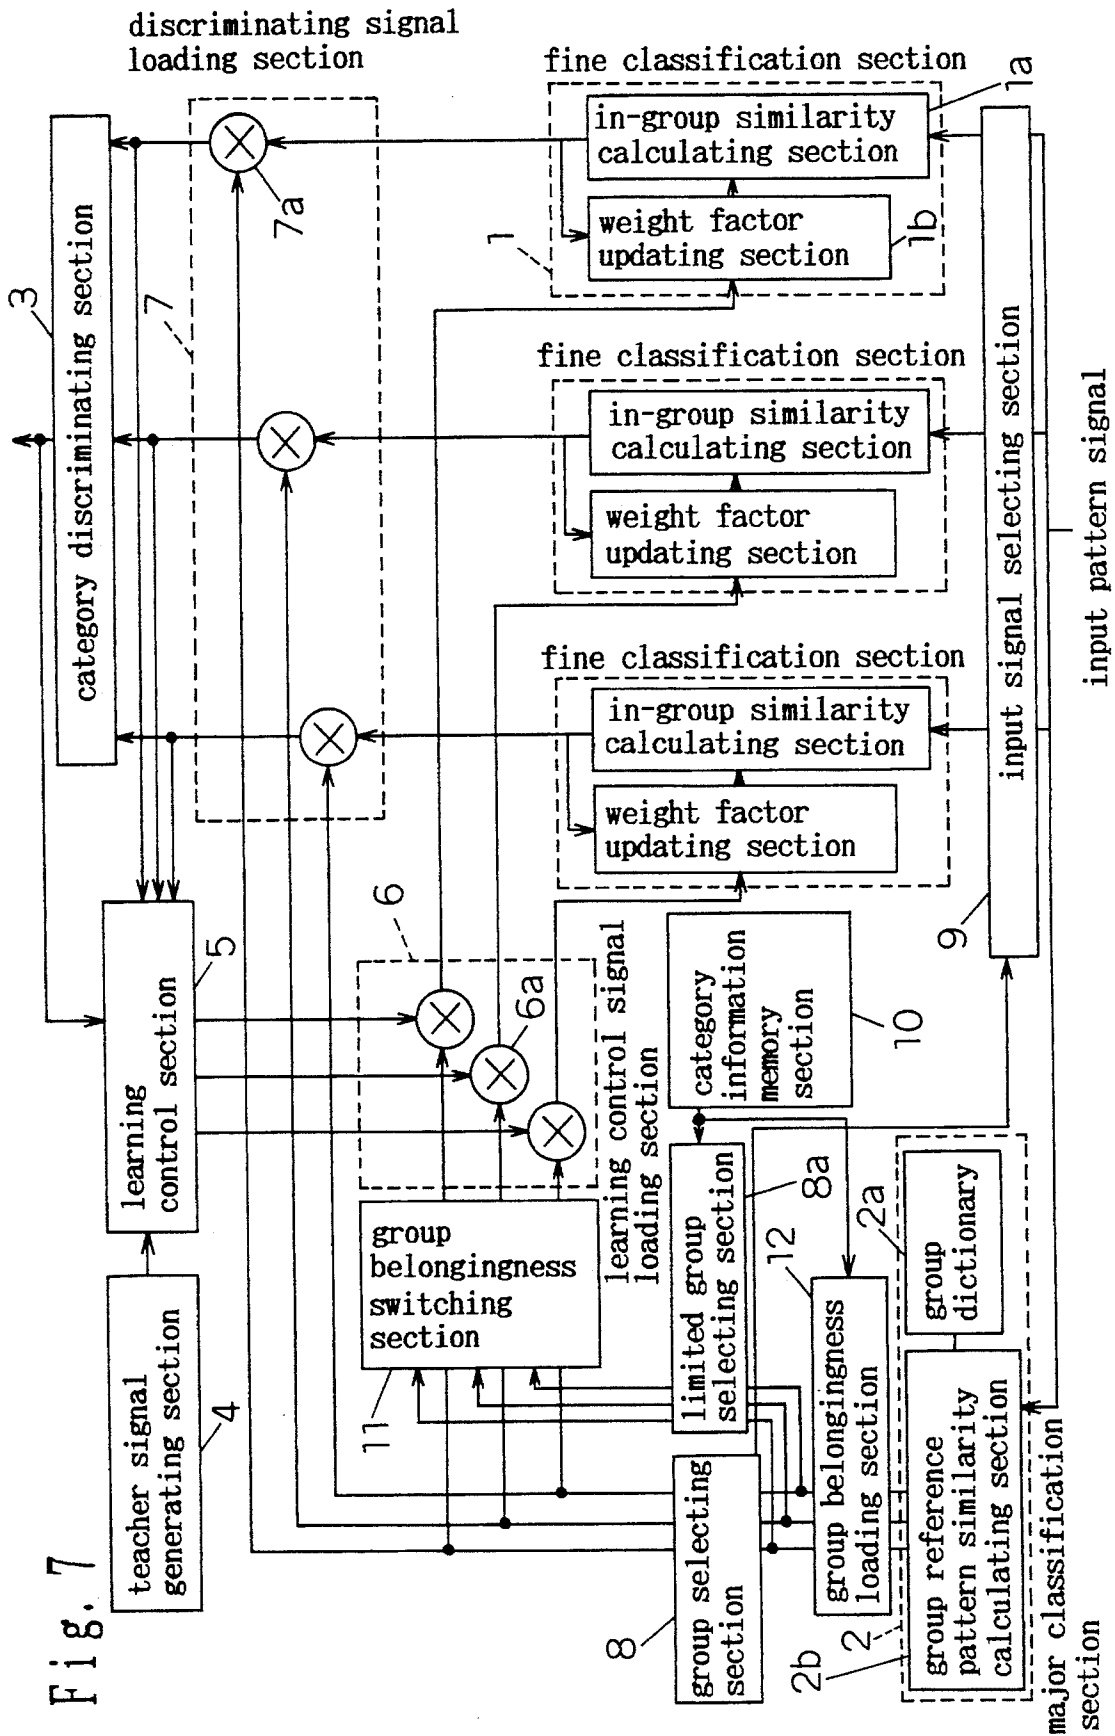 Fig. 7
discriminating signal
loading section
fine classification section
in-group similarity
calculating section
weight factor
updating section
1a
1b
1
7a
7
3
category discriminating section
fine classification section
in-group similarity
calculating section
weight factor
updating section
fine classification section
in-group similarity
calculating section
weight factor
updating section
input signal selecting section
9
input pattern signal
teacher signal
generating section
4
learning
control section
5
6
6a
learning control signal
loading section
group
belongingness
switching
section
11
category
information
memory
section
10
limited group
selecting section
8a
group selecting
section
8
group belongingness
loading section
12
group
dictionary
2a
group reference
pattern similarity
calculating section
2b
2
major classification
section